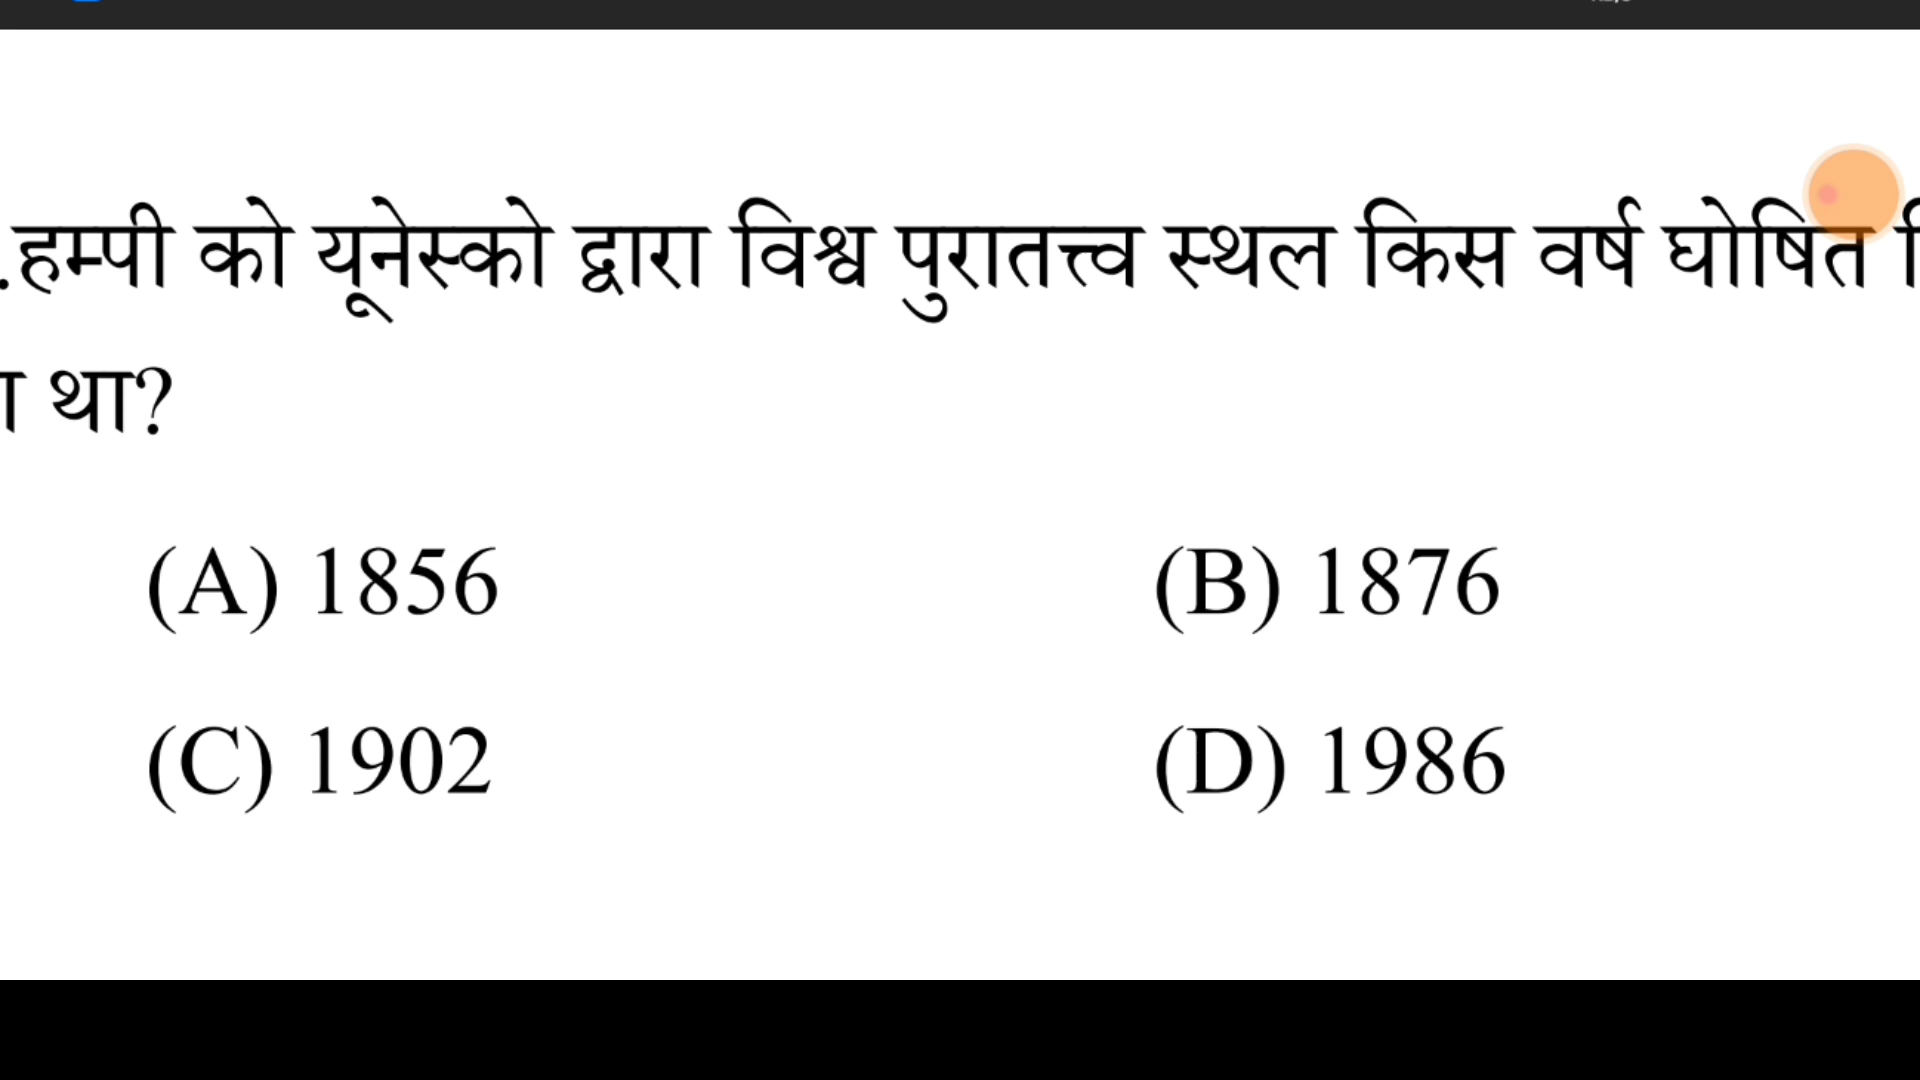 .हम्पी को यूनेस्को द्वारा विश्व पुरातत्त्व स्थल किस वर्ष घोषित
था?
(A) 1856 (B) 1876
(C) 1902 (D) 1986